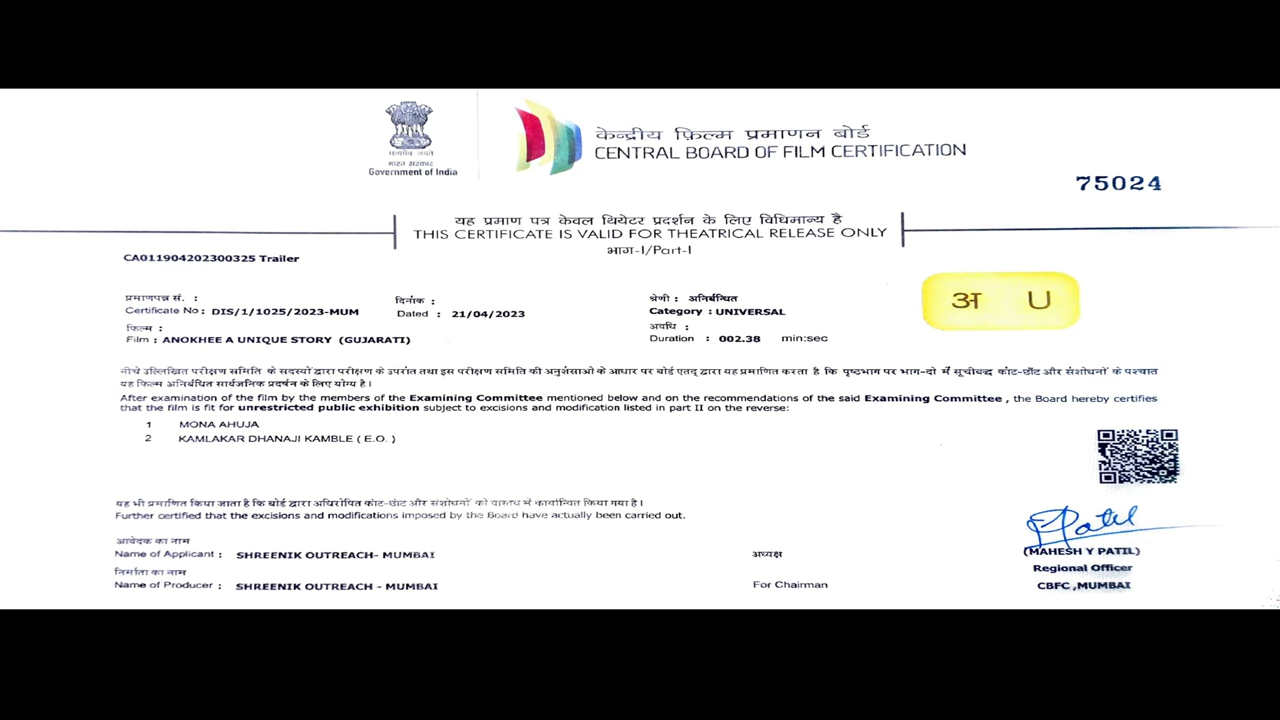 सत्यमेव जयते
भारत सरकार
Government of India
केन्द्रीय फ़िल्म प्रमाणन बोर्ड
CENTRAL BOARD OF FILM CERTIFICATION
75024
यह प्रमाण पत्र केवल थियेटर प्रदर्शन के लिए विधिमान्य है
THIS CERTIFICATE IS VALID FOR THEATRICAL RELEASE ONLY
भाग-I/Part-I
CA011904202300325 Trailer
अ U
प्रमाणपत्र सं. : दिनांक : श्रेणी : अनिर्बन्धित
Certificate No : DIS/1/1025/2023-MUM Dated : 21/04/2023 Category : UNIVERSAL
फिल्म : अवधि :
Film : ANOKHEE A UNIQUE STORY (GUJARATI) Duration : 002.38 min:sec
नीचे उल्लिखित परीक्षण समिति के सदस्यों द्वारा परीक्षण के उपरांत तथा इस परीक्षण समिति की अनुशंसाओं के आधार पर बोर्ड एतद् द्वारा यह प्रमाणित करता है कि पृष्ठभाग पर भाग-दो में सूचीबद्ध काट-छाँट और संशोधनों के पश्चात
यह फिल्म अनिर्बंधित सार्वजनिक प्रदर्शन के लिए योग्य है।
After examination of the film by the members of the Examining Committee mentioned below and on the recommendations of the said Examining Committee , the Board hereby certifies
that the film is fit for unrestricted public exhibition subject to excisions and modification listed in part II on the reverse:
1 MONA AHUJA
2 KAMLAKAR DHANAJI KAMBLE ( E.O. )
यह भी प्रमाणित किया जाता है कि बोर्ड द्वारा अधिरोपित काट-छांट और संशोधनों को वास्तव में कार्यान्वित किया गया है।
Further certified that the excisions and modifications imposed by the Board have actually been carried out.
PPatil
आवेदक का नाम
Name of Applicant : SHREENIK OUTREACH- MUMBAI अध्यक्ष (MAHESH Y PATIL)
निर्माता का नाम Regional Officer
Name of Producer : SHREENIK OUTREACH - MUMBAI For Chairman CBFC ,MUMBAI